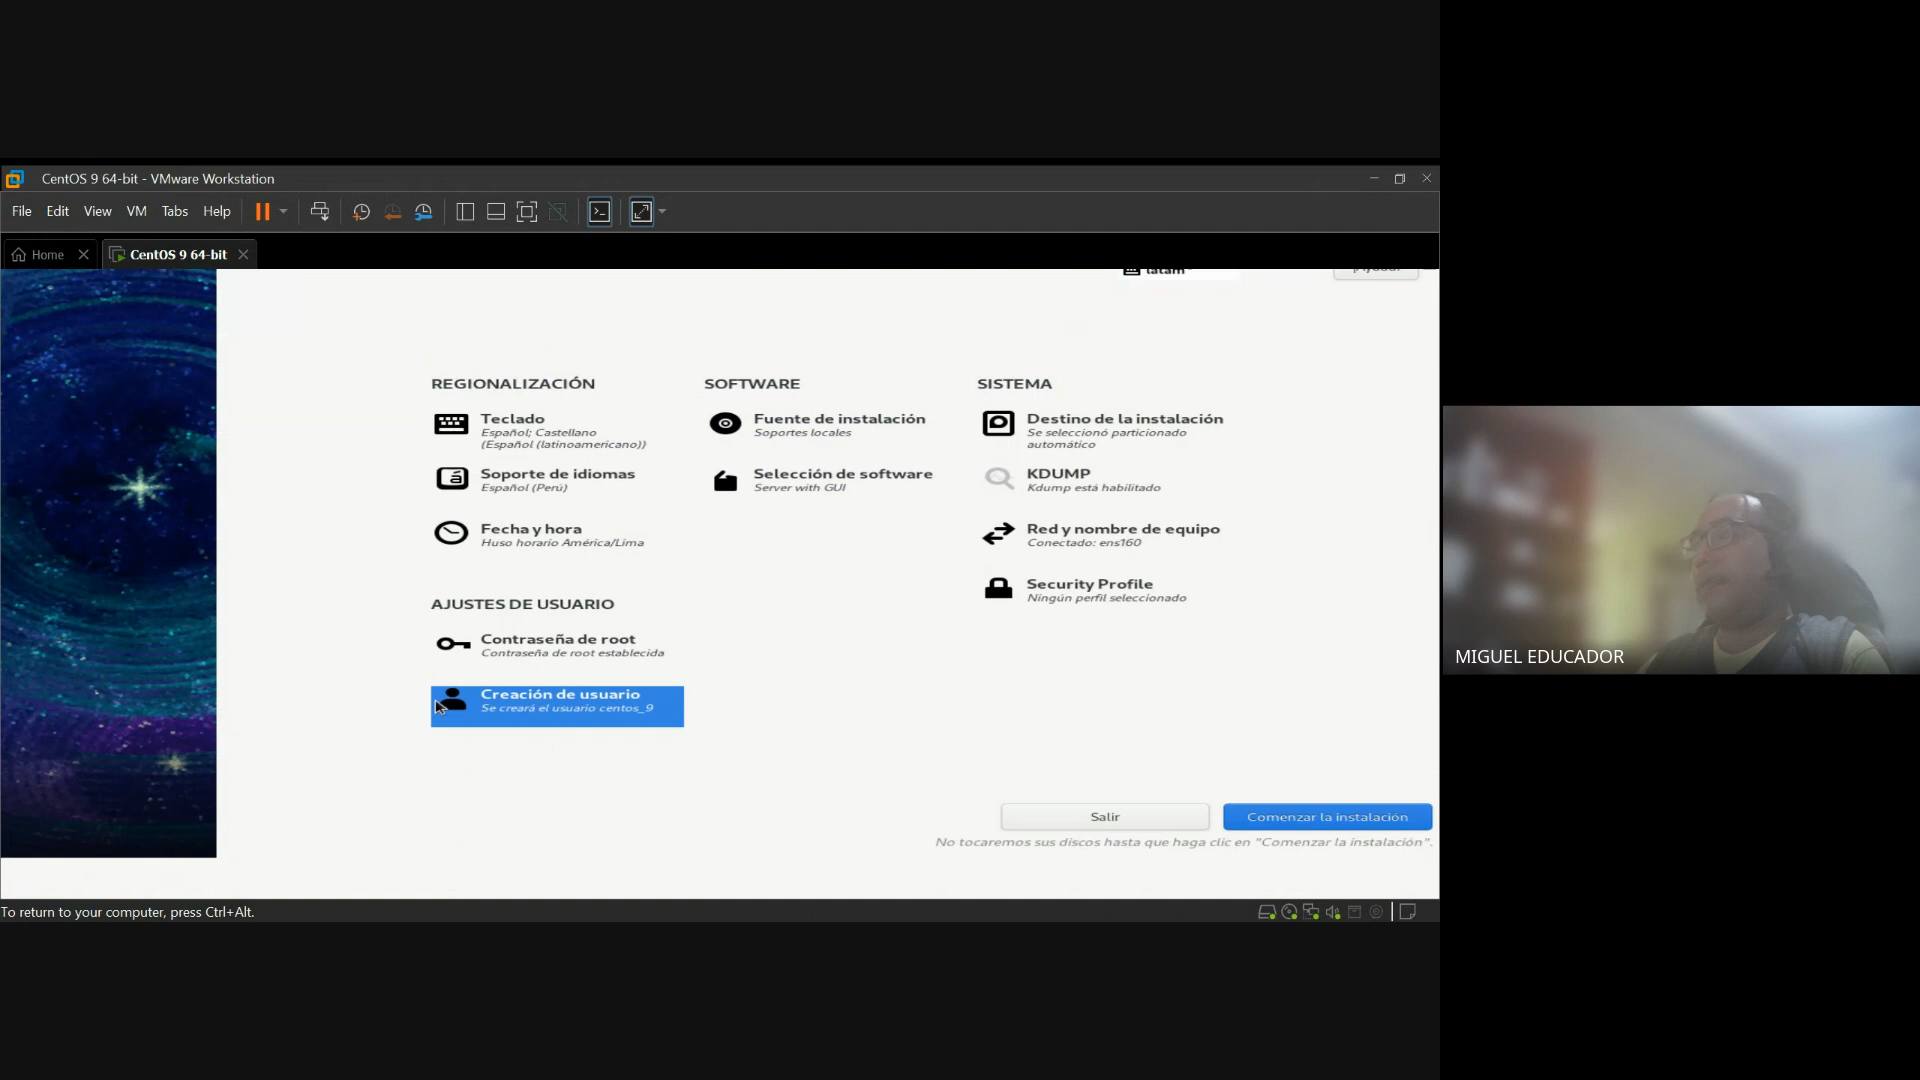 CentOS 9 64-bit - VMware Workstation
File Edit View VM Tabs Help
Home
CentOS 9 64-bit
latam
REGIONALIZACIÓN
Teclado
Español; Castellano
(Español (latinoamericano))
Soporte de idiomas
Español (Perú)
Fecha y hora
Huso horario América/Lima
AJUSTES DE USUARIO
Contraseña de root
Contraseña de root establecida
Creación de usuario
Se creará el usuario centos_9
SOFTWARE
Fuente de instalación
Soportes locales
Selección de software
Server with GUI
SISTEMA
Destino de la instalación
Se seleccionó particionado
automático
KDUMP
Kdump está habilitado
Red y nombre de equipo
Conectado: ens160
Security Profile
Ningún perfil seleccionado
Salir
Comenzar la instalación
No tocaremos sus discos hasta que haga clic en "Comenzar la instalación".
To return to your computer, press Ctrl+Alt.
MIGUEL EDUCADOR